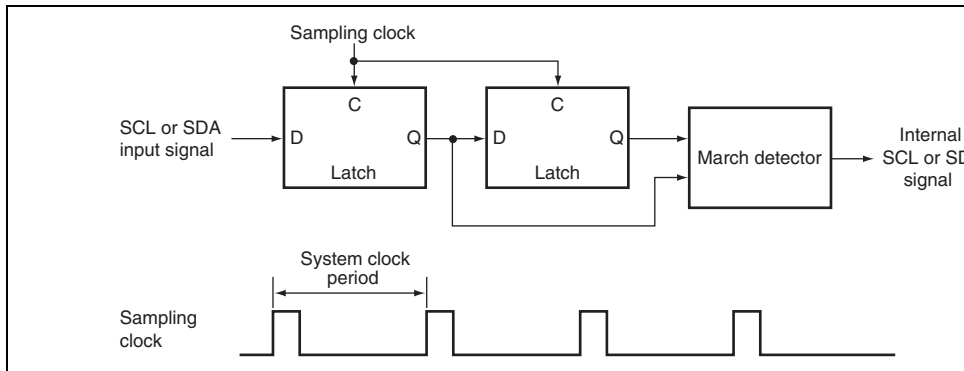 Sampling clock
SCL or SDA
input signal
D
C
Q
Latch
D
C
Q
Latch
March detector
Internal
SCL or SD
signal
System clock
period
Sampling
clock